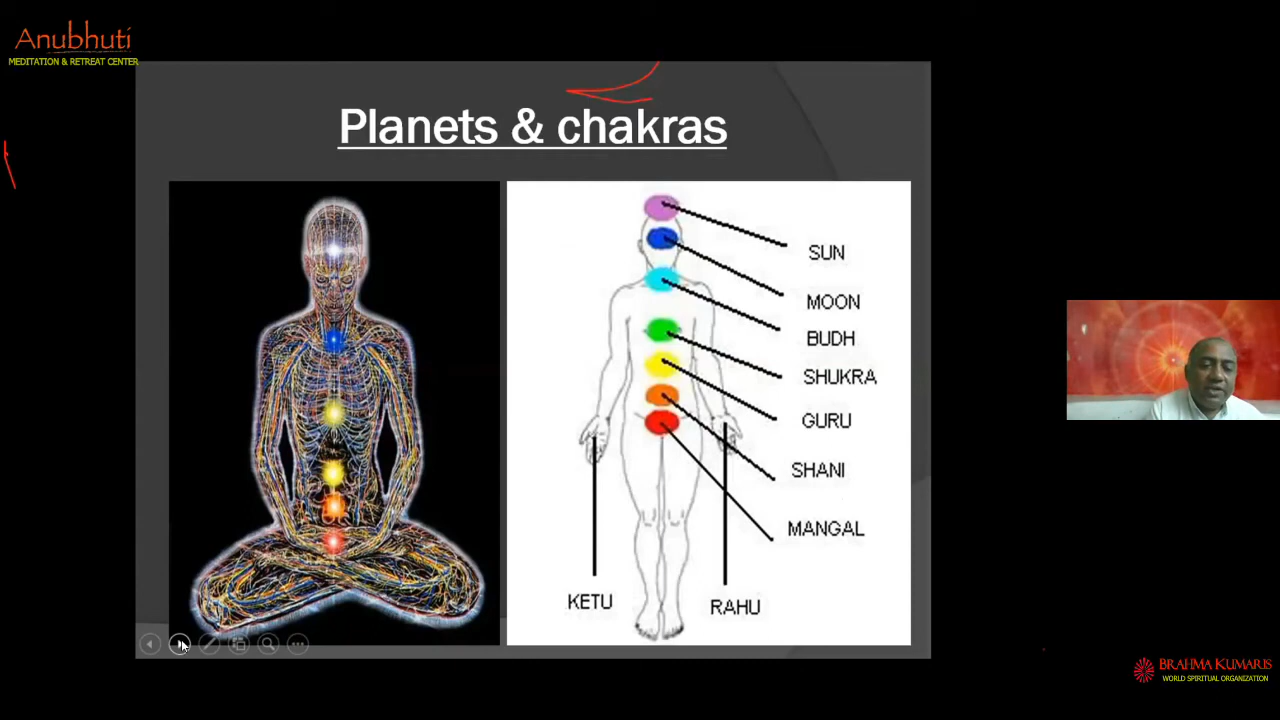 Anubhuti
MEDITATION & RETREAT CENTER
Planets & chakras
SUN
MOON
BUDH
SHUKRA
GURU
SHANI
MANGAL
KETU
RAHU
BRAHMA KUMARIS
WORLD SPIRITUAL ORGANIZATION